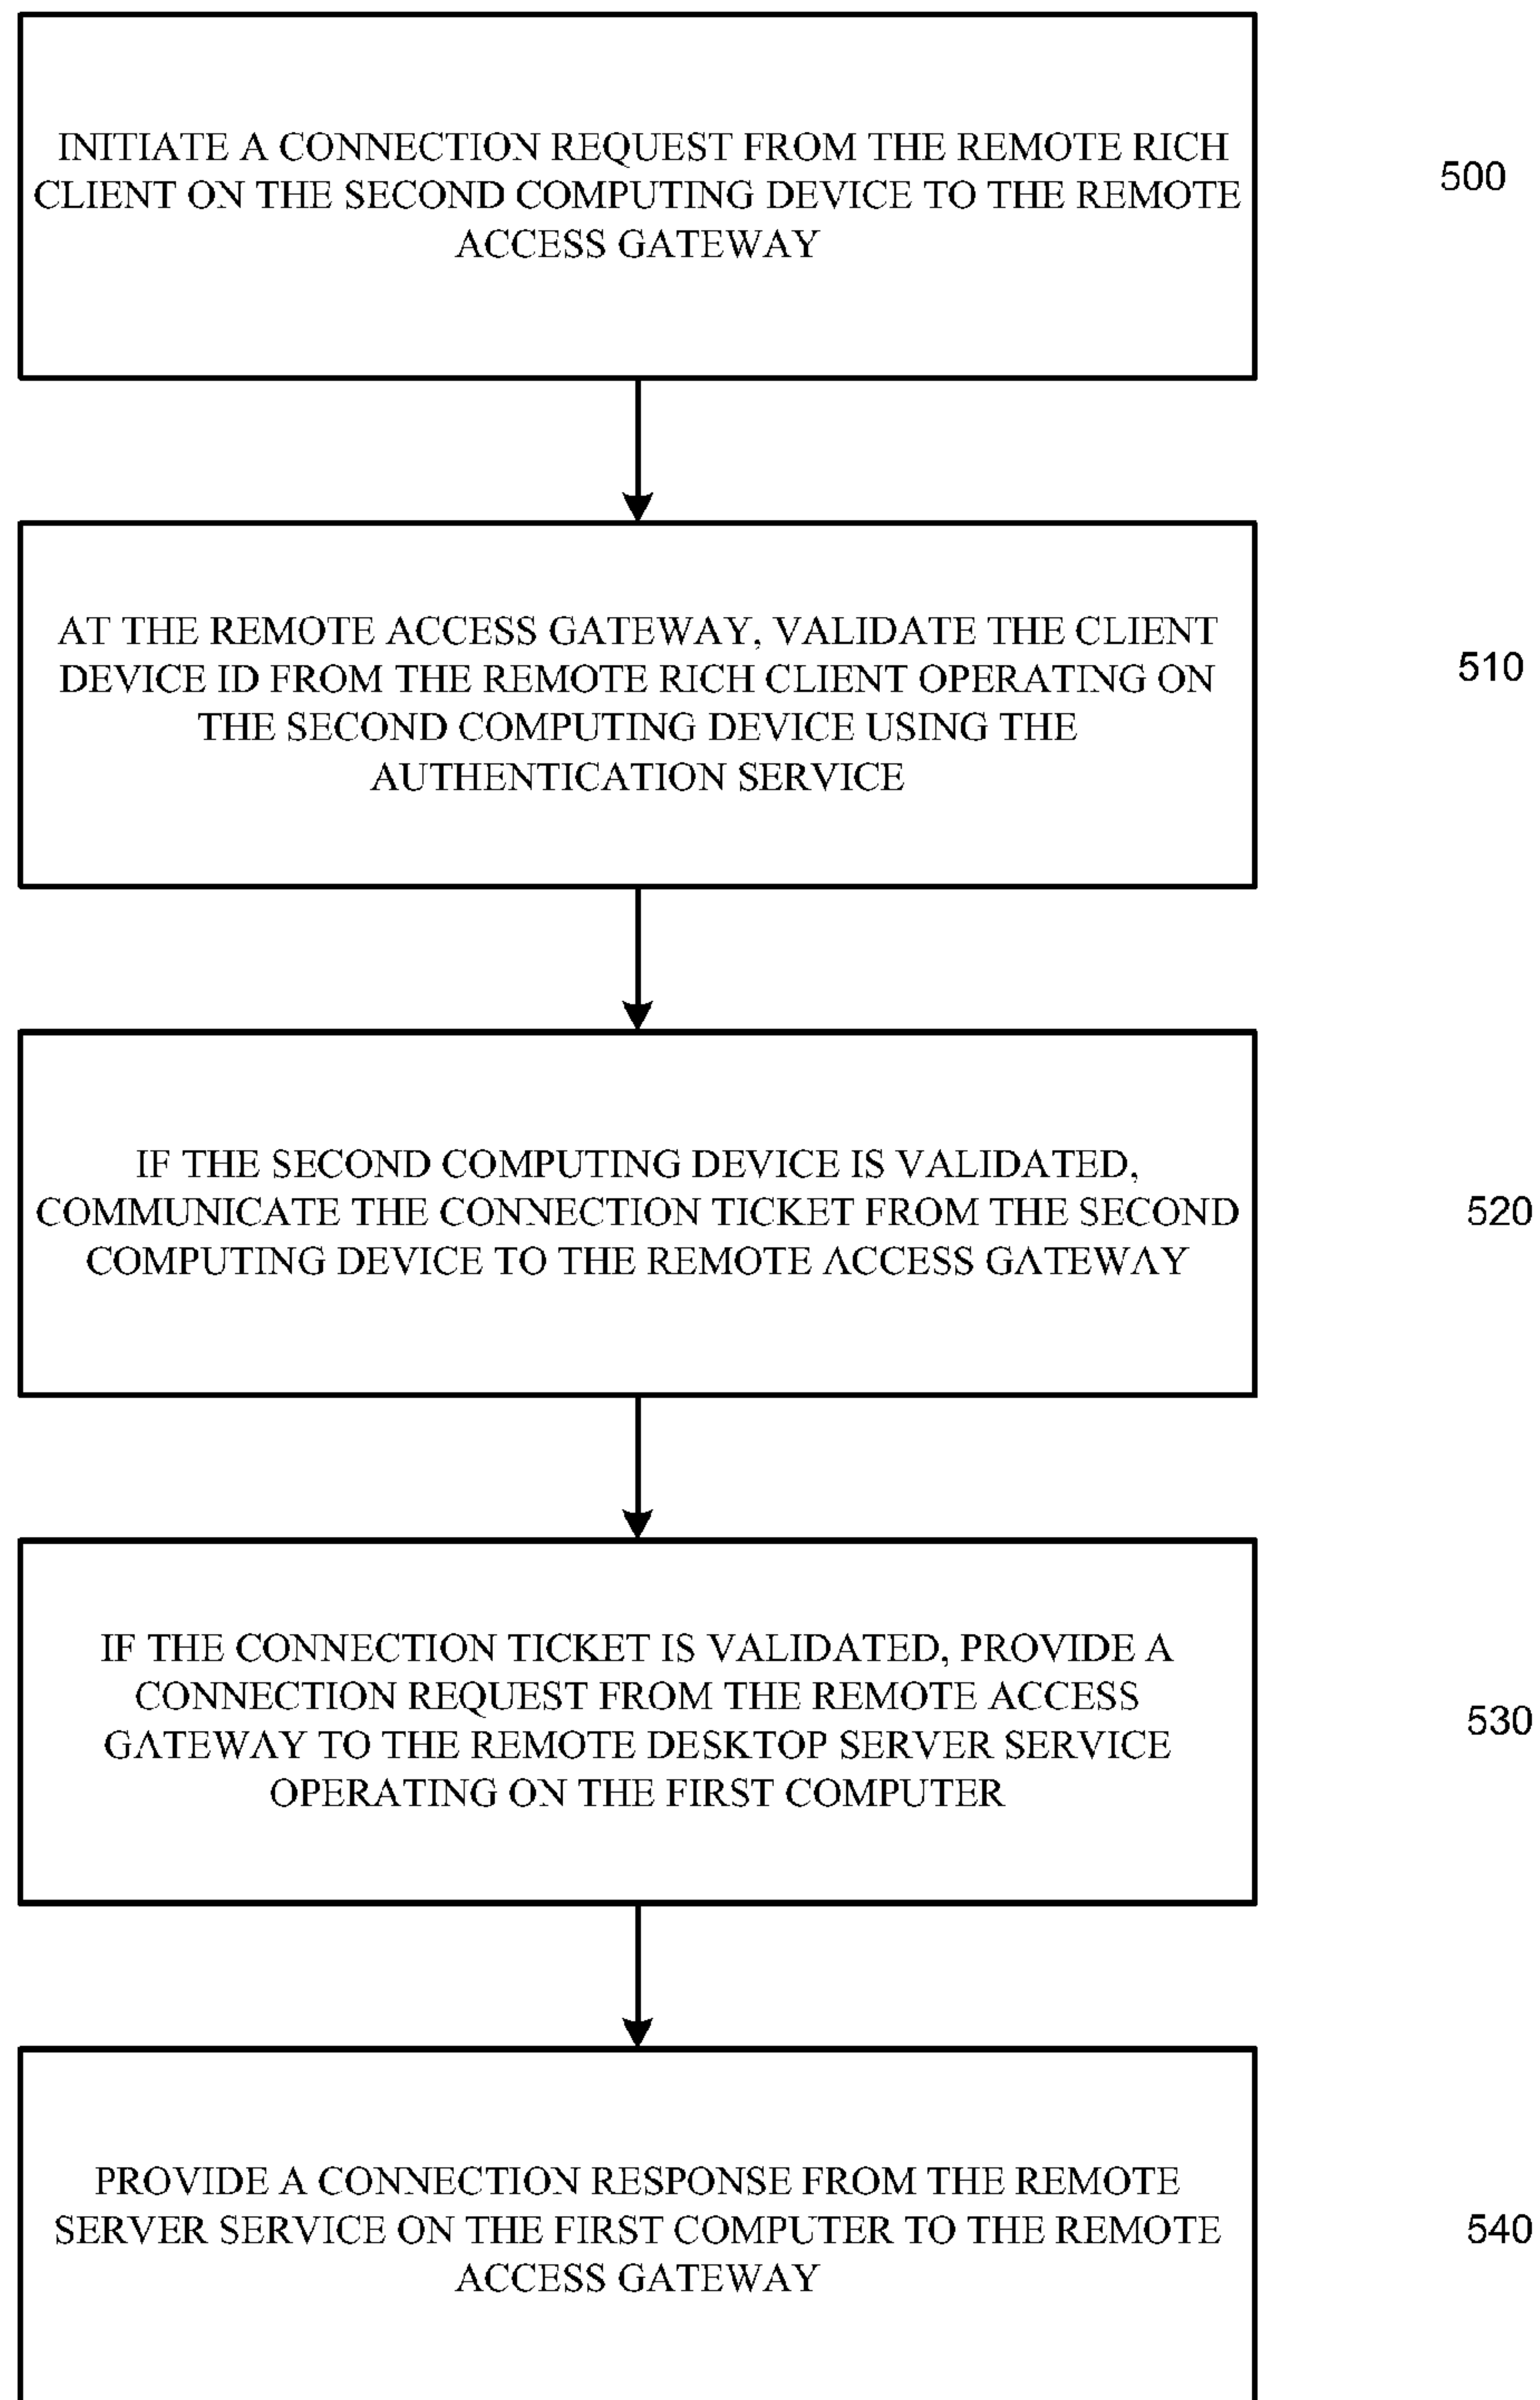 INITIATE A CONNECTION REQUEST FROM THE REMOTE RICH
CLIENT ON THE SECOND COMPUTING DEVICE TO THE REMOTE
ACCESS GATEWAY
500
AT THE REMOTE ACCESS GATEWAY, VALIDATE THE CLIENT
DEVICE ID FROM THE REMOTE RICH CLIENT OPERATING ON
THE SECOND COMPUTING DEVICE USING THE
AUTHENTICATION SERVICE
510
IF THE SECOND COMPUTING DEVICE IS VALIDATED,
COMMUNICATE THE CONNECTION TICKET FROM THE SECOND
COMPUTING DEVICE TO THE REMOTE ACCESS GATEWAY
520
IF THE CONNECTION TICKET IS VALIDATED, PROVIDE A
CONNECTION REQUEST FROM THE REMOTE ACCESS
GATEWAY TO THE REMOTE DESKTOP SERVER SERVICE
OPERATING ON THE FIRST COMPUTER
530
PROVIDE A CONNECTION RESPONSE FROM THE REMOTE
SERVER SERVICE ON THE FIRST COMPUTER TO THE REMOTE
ACCESS GATEWAY
540